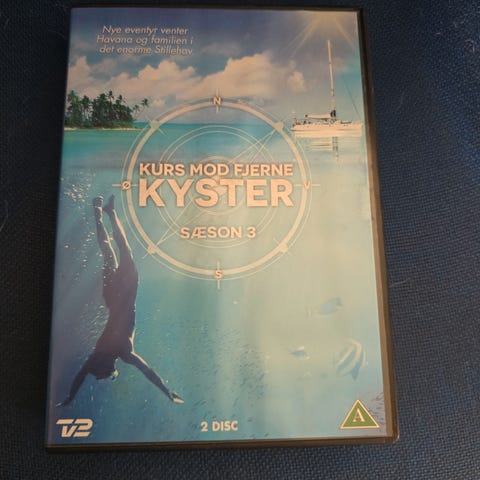 Nye eventyr venter
Havana og familien i
det enorme Stillehav
N
KURS MOD FJERNE
KYSTER
Ø
V
SÆSON 3
S
TV2
2 DISC
A